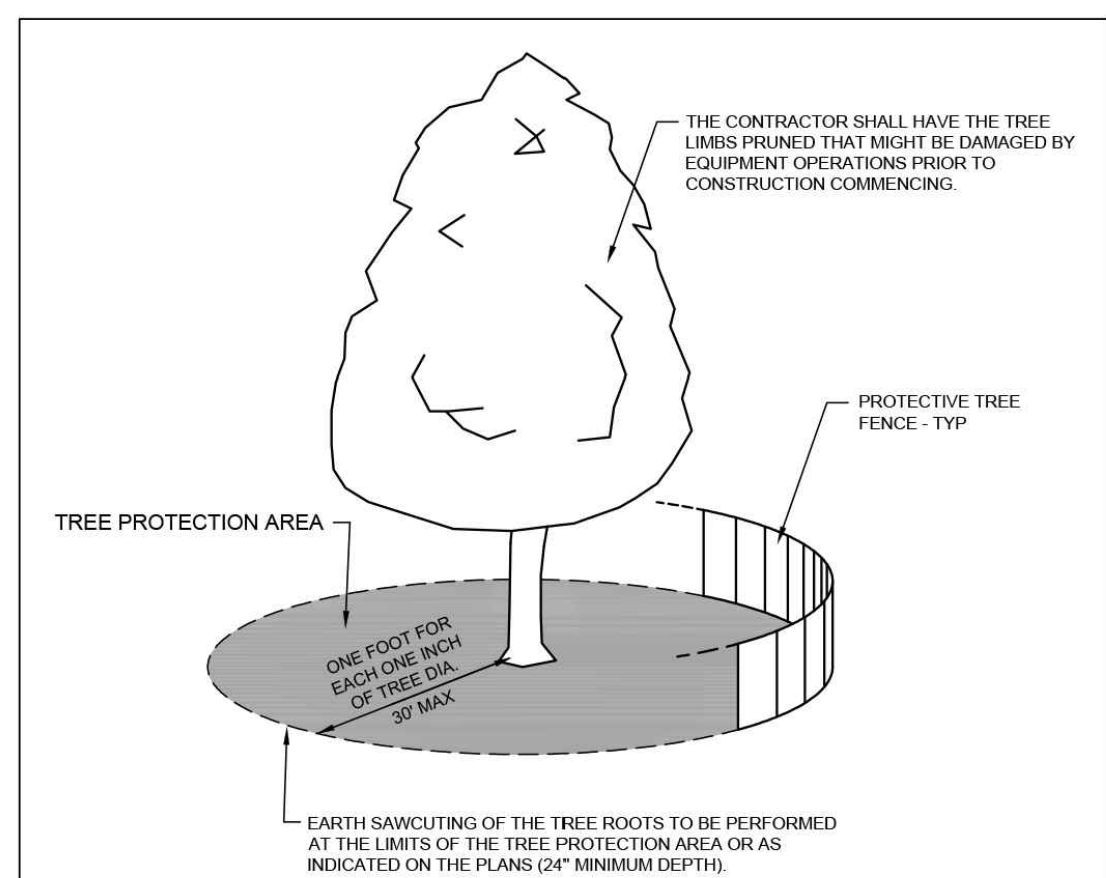 THE CONTRACTOR SHALL HAVE THE TREE
LIMBS PRUNED THAT MIGHT BE DAMAGED BY
EQUIPMENT OPERATIONS PRIOR TO
CONSTRUCTION COMMENCING.
PROTECTIVE TREE
FENCE - TYP
TREE PROTECTION AREA
ONE FOOT FOR
EACH ONE INCH
OF TREE DIA.
30' MAX
EARTH SAWCUTING OF THE TREE ROOTS TO BE PERFORMED
AT THE LIMITS OF THE TREE PROTECTION AREA OR AS
INDICATED ON THE PLANS (24" MINIMUM DEPTH).